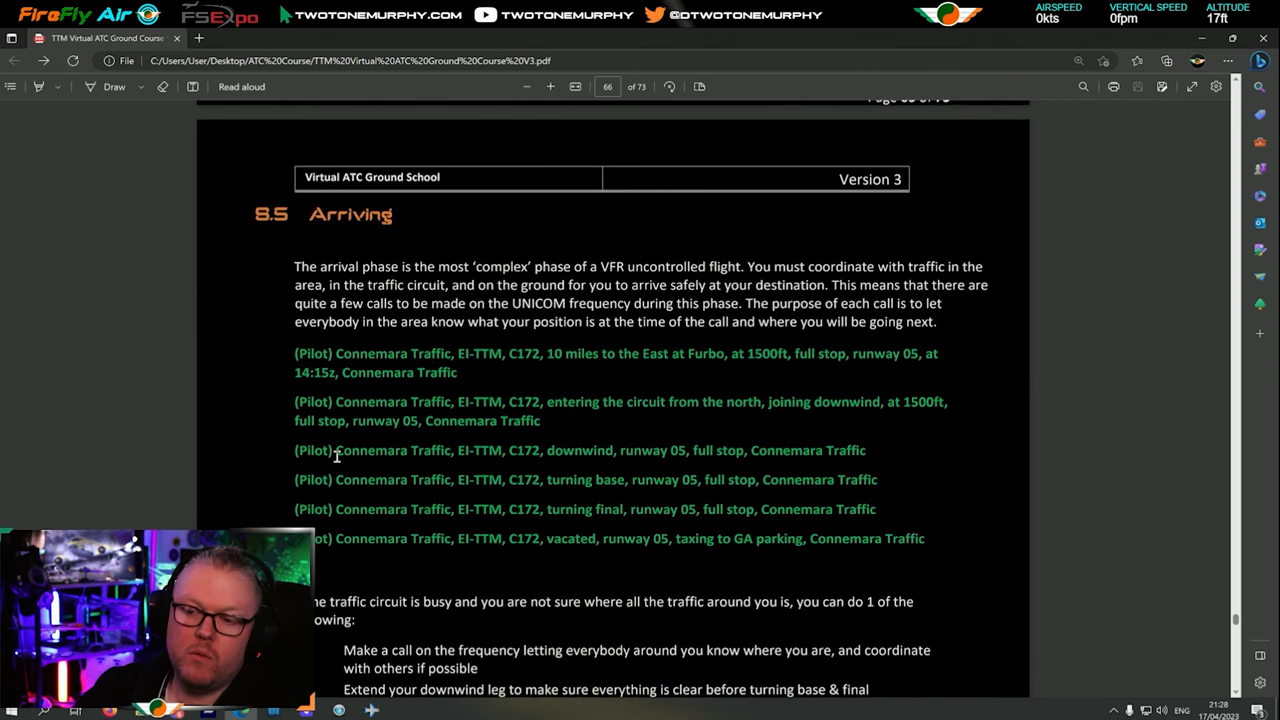 FireFly Air
FSExpo
TWOTONEMURPHY.COM
TWOTONEMURPHY
@DTWOTONEMURPHY
AIRSPEED
0kts
VERTICAL SPEED
0fpm
ALTITUDE
17ft
TTM Virtual ATC Ground Course
File
C:/Users/User/Desktop/ATC%20Course/TTM%20Virtual%20ATC%20Ground%20Course%20V3.pdf
Draw
Read aloud
66
of 73
Virtual ATC Ground School
Version 3
8.5 Arriving
The arrival phase is the most ‘complex’ phase of a VFR uncontrolled flight. You must coordinate with traffic in the
area, in the traffic circuit, and on the ground for you to arrive safely at your destination. This means that there are
quite a few calls to be made on the UNICOM frequency during this phase. The purpose of each call is to let
everybody in the area know what your position is at the time of the call and where you will be going next.
(Pilot) Connemara Traffic, EI-TTM, C172, 10 miles to the East at Furbo, at 1500ft, full stop, runway 05, at
14:15z, Connemara Traffic
(Pilot) Connemara Traffic, EI-TTM, C172, entering the circuit from the north, joining downwind, at 1500ft,
full stop, runway 05, Connemara Traffic
(Pilot) Connemara Traffic, EI-TTM, C172, downwind, runway 05, full stop, Connemara Traffic
(Pilot) Connemara Traffic, EI-TTM, C172, turning base, runway 05, full stop, Connemara Traffic
(Pilot) Connemara Traffic, EI-TTM, C172, turning final, runway 05, full stop, Connemara Traffic
Connemara Traffic, EI-TTM, C172, vacated, runway 05, taxing to GA parking, Connemara Traffic
traffic circuit is busy and you are not sure where all the traffic around you is, you can do 1 of the
Make a call on the frequency letting everybody around you know where you are, and coordinate
with others if possible
Extend your downwind leg to make sure everything is clear before turning base & final
ENG
21:28
17/04/2023